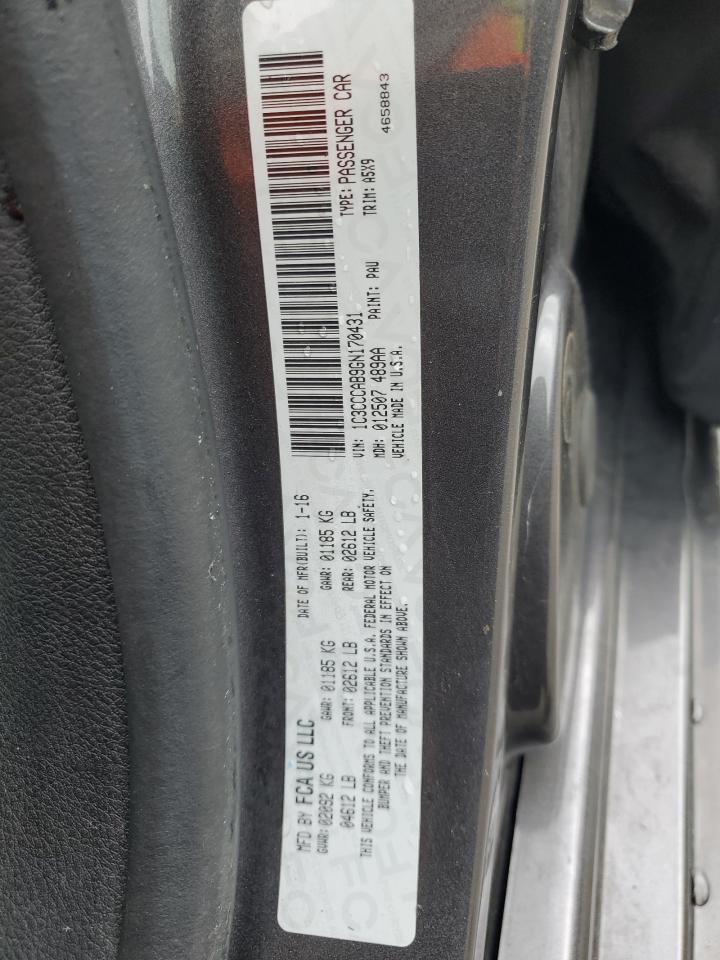 MFD BY FCA US LLC
DATE OF MFR(BUILT): 1-16
GVWR: 02092 KG
GAWR: 01185 KG
GAWR: 01185 KG
04612 LB
FRONT: 02612 LB
REAR: 02612 LB
THIS VEHICLE CONFORMS TO ALL APPLICABLE U.S.A. FEDERAL MOTOR VEHICLE SAFETY,
BUMPER AND THEFT PREVENTION STANDARDS IN EFFECT ON
THE DATE OF MANUFACTURE SHOWN ABOVE.
VIN: 1C3CCCAB9GN170431
TYPE: PASSENGER CAR
MDH: 012507 489AA
PAINT: PAU
TRIM: A5X9
VEHICLE MADE IN U.S.A.
4658843